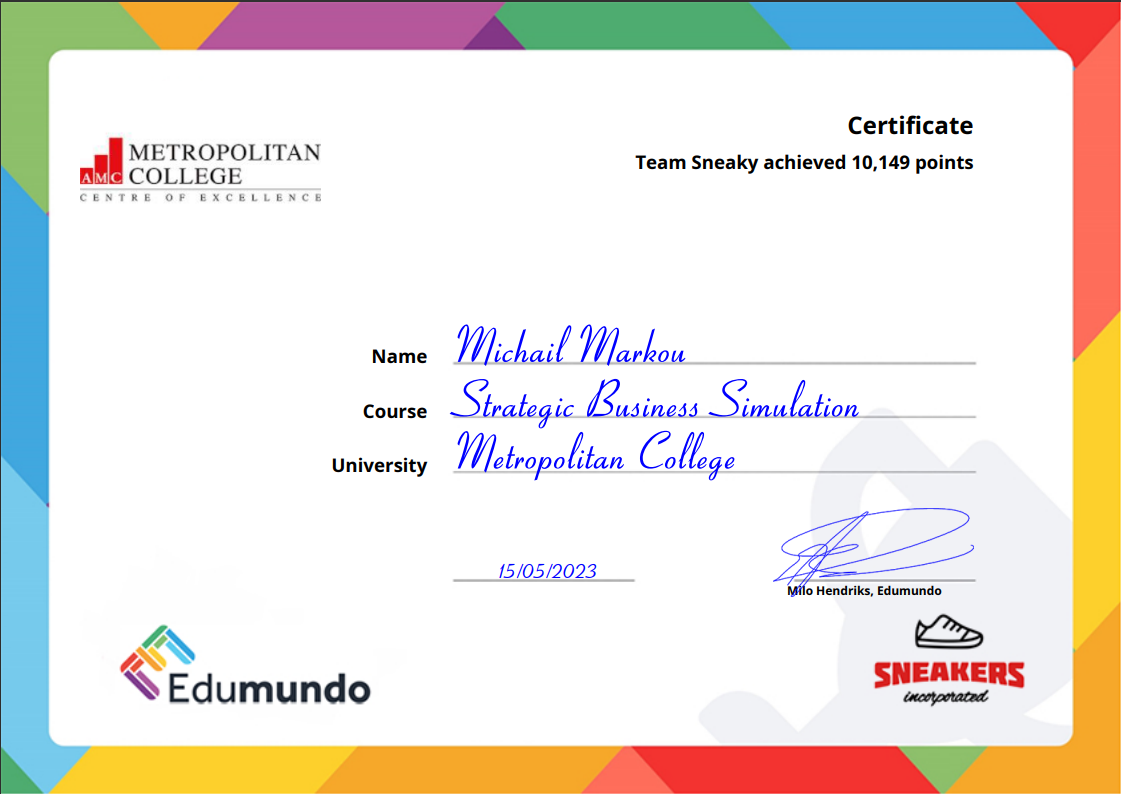 Certificate
Team Sneaky achieved 10,149 points
AMC METROPOLITAN
COLLEGE
CENTRE OF EXCELLENCE
Name Michail Markou
Course Strategic Business Simulation
University Metropolitan College
15/05/2023
Milo Hendriks, Edumundo
Edumundo
SNEAKERS
incorporated